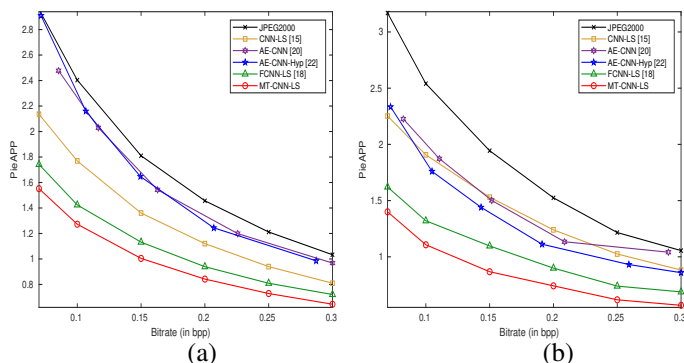 JPEG2000
CNN-LS [15]
AE-CNN [20]
AE-CNN-Hyp [22]
FCNN-LS [18]
MT-CNN-LS
PieAPP
2.8
2.6
2.4
2.2
2
1.8
1.6
1.4
1.2
1
0.8
0.1
0.15
0.2
0.25
0.3
Bitrate (in bpp)
(a)
JPEG2000
CNN-LS [15]
AE-CNN [20]
AE-CNN-Hyp [22]
FCNN-LS [18]
MT-CNN-LS
PieAPP
3
2.5
2
1.5
1
0.1
0.15
0.2
0.25
0.3
Bitrate (in bpp)
(b)